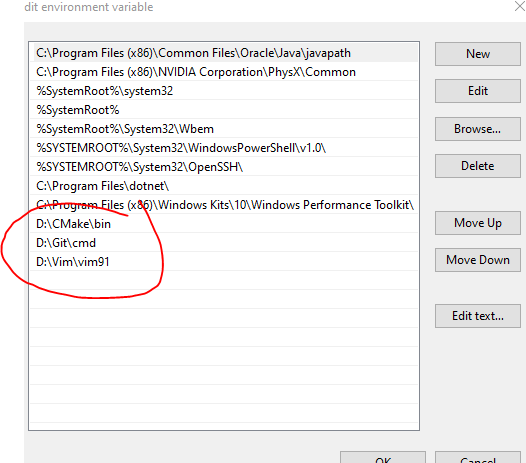 dit environment variable
C:\Program Files (x86)\Common Files\Oracle\Java\javapath
C:\Program Files (x86)\NVIDIA Corporation\PhysX\Common
%SystemRoot%\system32
%SystemRoot%
%SystemRoot%\System32\Wbem
%SYSTEMROOT%\System32\WindowsPowerShell\v1.0\
%SYSTEMROOT%\System32\OpenSSH\
C:\Program Files\dotnet\
C:\Program Files (x86)\Windows Kits\10\Windows Performance Toolkit\
D:\CMake\bin
D:\Git\cmd
D:\Vim\vim91
New
Edit
Browse...
Delete
Move Up
Move Down
Edit text...
OK
Cancel